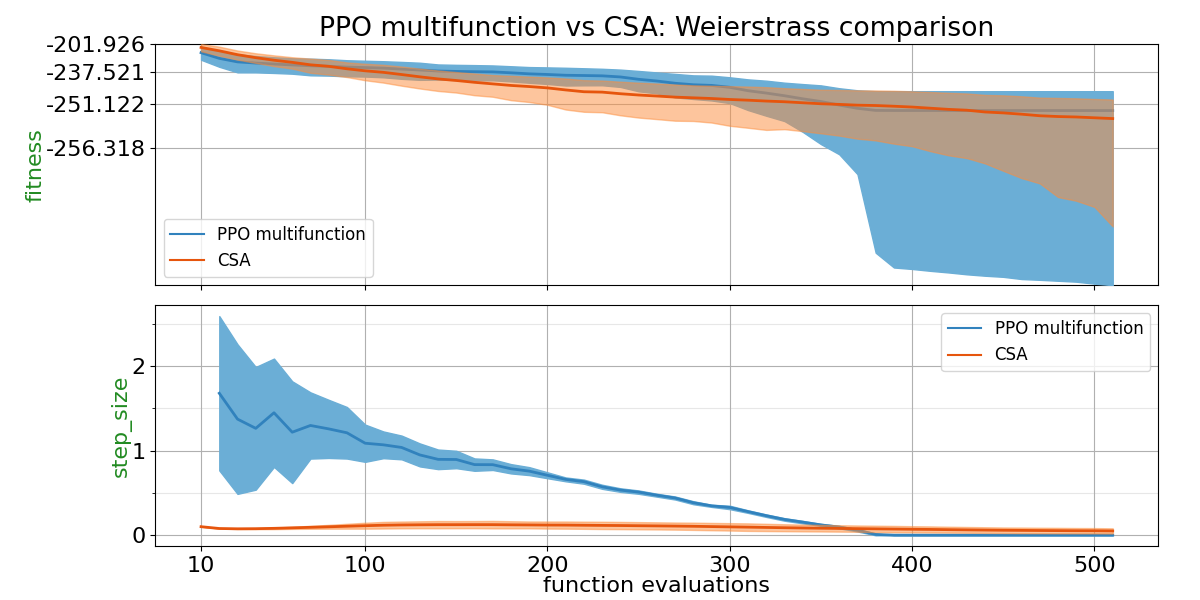 PPO multifunction vs CSA: Weierstrass comparison
-201.926
-237.521
-251.122
-256.318
fitness
PPO multifunction
CSA
2
1
0
step_size
PPO multifunction
CSA
10
100
200
300
400
500
function evaluations